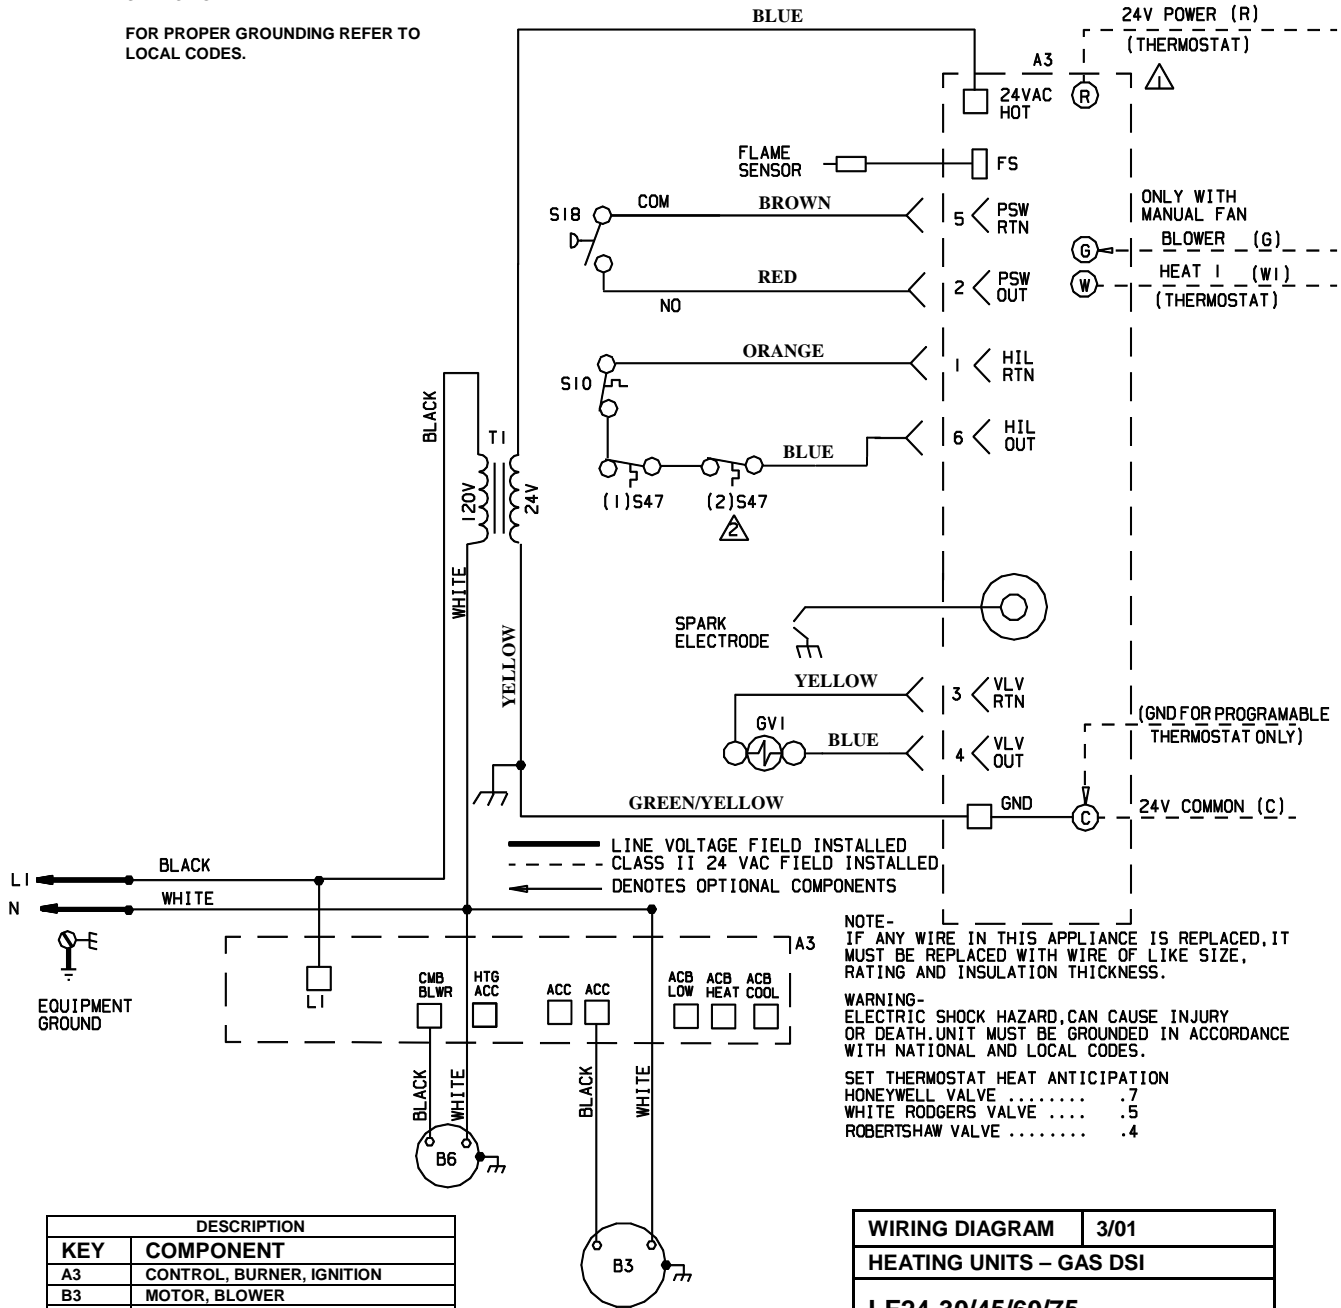 FOR PROPER GROUNDING REFER TO
LOCAL CODES.
BLUE
24V POWER (R)
(THERMOSTAT)
A3
1
24VAC
HOT
R
FLAME
SENSOR
FS
S18
COM
BROWN
5
PSW
RTN
ONLY WITH
MANUAL FAN
BLOWER (G)
G
HEAT 1 (W1)
W
(THERMOSTAT)
RED
NO
2
PSW
OUT
ORANGE
1
HIL
RTN
S10
BLACK
T1
120V
24V
BLUE
6
HIL
OUT
(1)S47
(2)S47
2
WHITE
YELLOW
SPARK
ELECTRODE
YELLOW
3
VLV
RTN
GV1
BLUE
4
VLV
OUT
(GND FOR PROGRAMABLE
THERMOSTAT ONLY)
GREEN/YELLOW
GND
C
24V COMMON (C)
LINE VOLTAGE FIELD INSTALLED
CLASS II 24 VAC FIELD INSTALLED
DENOTES OPTIONAL COMPONENTS
L1
BLACK
N
WHITE
EQUIPMENT
GROUND
A3
L1
CMB
BLWR
HTG
ACC
ACC
ACC
ACB
LOW
ACB
HEAT
ACB
COOL
BLACK
WHITE
BLACK
WHITE
B6
B3
NOTE-
IF ANY WIRE IN THIS APPLIANCE IS REPLACED,IT
MUST BE REPLACED WITH WIRE OF LIKE SIZE,
RATING AND INSULATION THICKNESS.
WARNING-
ELECTRIC SHOCK HAZARD,CAN CAUSE INJURY
OR DEATH.UNIT MUST BE GROUNDED IN ACCORDANCE
WITH NATIONAL AND LOCAL CODES.
SET THERMOSTAT HEAT ANTICIPATION
HONEYWELL VALVE ........ .7
WHITE RODGERS VALVE .... .5
ROBERTSHAW VALVE ........ .4
DESCRIPTION
KEY COMPONENT
A3 CONTROL, BURNER, IGNITION
B3 MOTOR, BLOWER
WIRING DIAGRAM 3/01
HEATING UNITS – GAS DSI
LF24-30/45/60/75